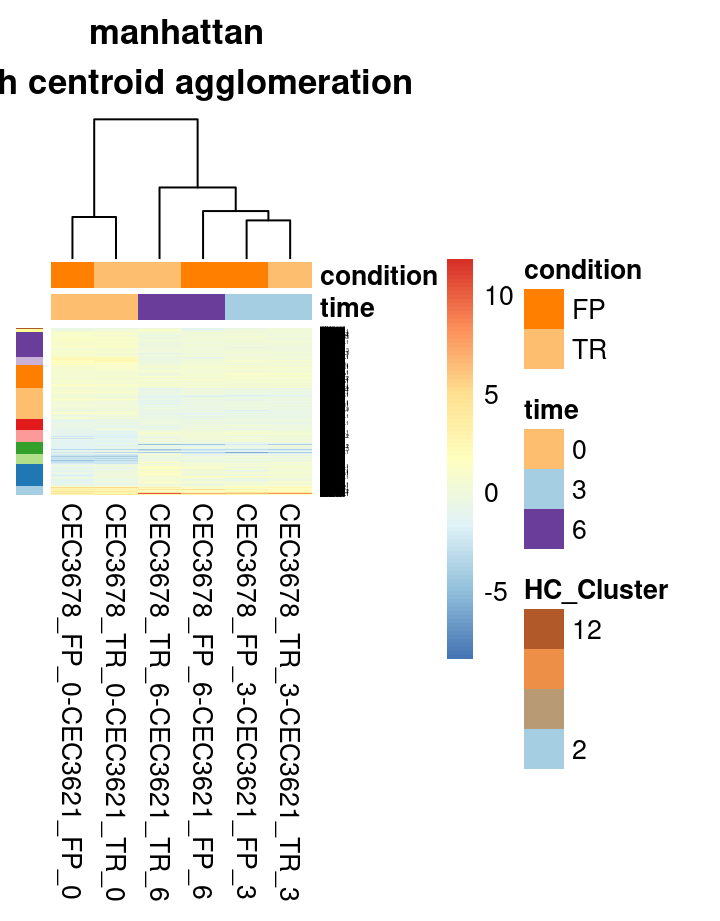 manhattan
h centroid agglomeration
condition
time
10
5
0
-5
condition
FP
TR
time
0
3
6
HC_Cluster
12
2
CEC3678_FP_0-CEC3621_FP_0
CEC3678_TR_0-CEC3621_TR_0
CEC3678_TR_6-CEC3621_TR_6
CEC3678_FP_6-CEC3621_FP_6
CEC3678_FP_3-CEC3621_FP_3
CEC3678_TR_3-CEC3621_TR_3